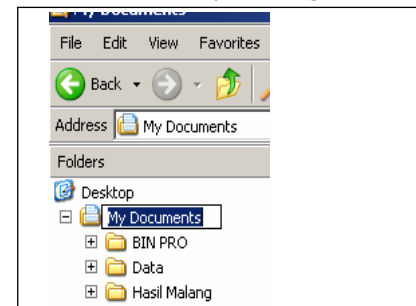 My Documents
File Edit View Favorites
Back
Address My Documents
Folders
Desktop
My Documents
BIN PRO
Data
Hasil Malang